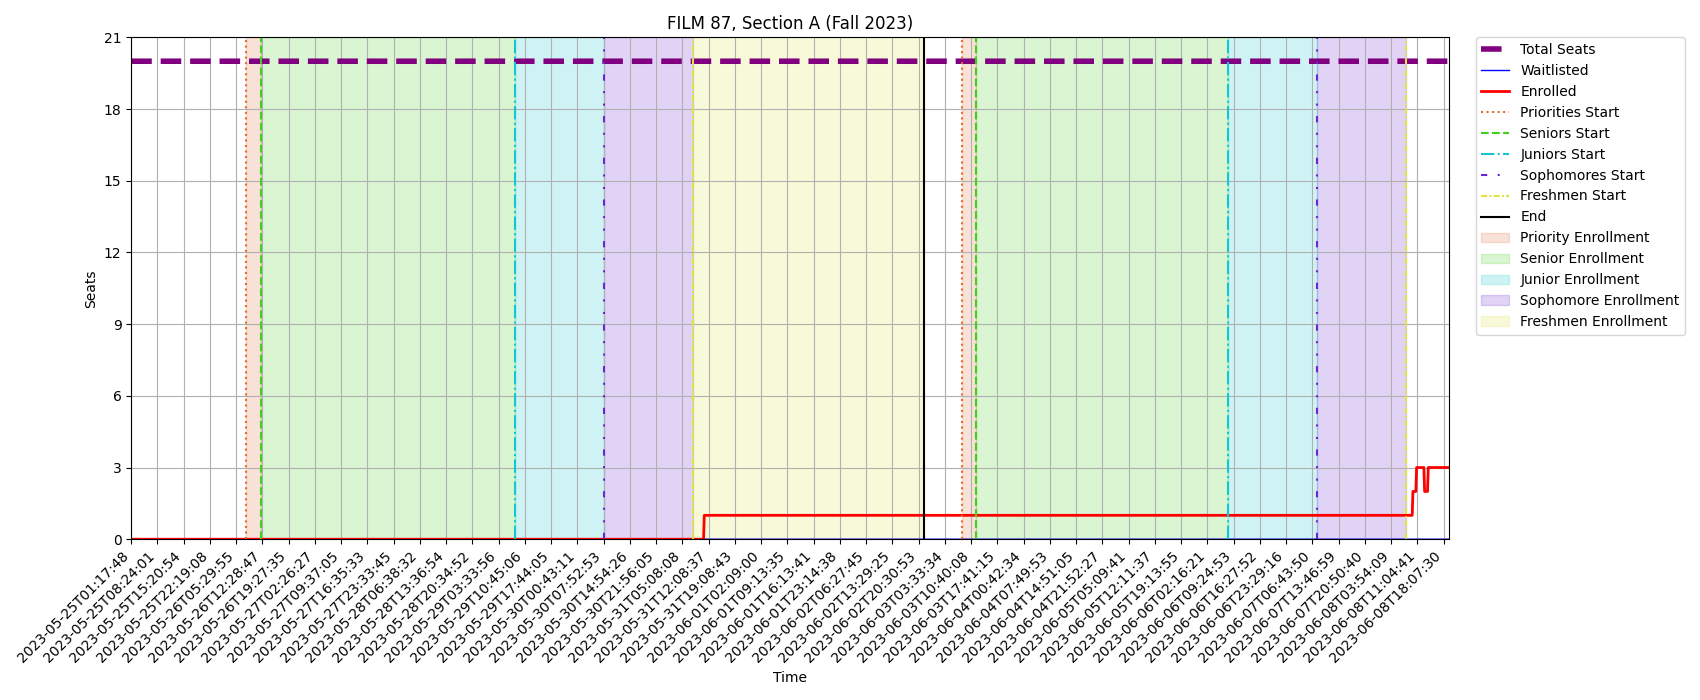 FILM 87, Section A (Fall 2023)
Seats
21
18
15
12
9
6
3
0
2023-05-25T01:17:48
2023-05-25T08:24:01
2023-05-25T15:20:54
2023-05-25T22:19:08
2023-05-26T05:29:55
2023-05-26T12:28:47
2023-05-26T19:27:35
2023-05-27T02:26:27
2023-05-27T09:37:05
2023-05-27T16:35:33
2023-05-27T23:33:45
2023-05-28T06:38:32
2023-05-28T13:36:54
2023-05-28T20:34:52
2023-05-29T03:33:56
2023-05-29T10:45:06
2023-05-29T17:44:05
2023-05-30T00:43:11
2023-05-30T07:52:53
2023-05-30T14:54:26
2023-05-30T21:56:05
2023-05-31T05:08:08
2023-05-31T12:08:37
2023-05-31T19:08:43
2023-06-01T02:09:00
2023-06-01T09:13:35
2023-06-01T16:13:41
2023-06-01T23:14:38
2023-06-02T06:27:45
2023-06-02T13:29:25
2023-06-02T20:30:53
2023-06-03T03:33:34
2023-06-03T10:40:08
2023-06-03T17:41:15
2023-06-04T00:42:34
2023-06-04T07:49:53
2023-06-04T14:51:05
2023-06-04T21:52:27
2023-06-05T05:09:41
2023-06-05T12:11:37
2023-06-05T19:13:55
2023-06-06T02:16:21
2023-06-06T09:24:53
2023-06-06T16:27:52
2023-06-06T23:29:16
2023-06-07T06:43:50
2023-06-07T13:46:59
2023-06-07T20:50:40
2023-06-08T03:54:09
2023-06-08T11:04:41
2023-06-08T18:07:30
Time
Total Seats
Waitlisted
Enrolled
Priorities Start
Seniors Start
Juniors Start
Sophomores Start
Freshmen Start
End
Priority Enrollment
Senior Enrollment
Junior Enrollment
Sophomore Enrollment
Freshmen Enrollment